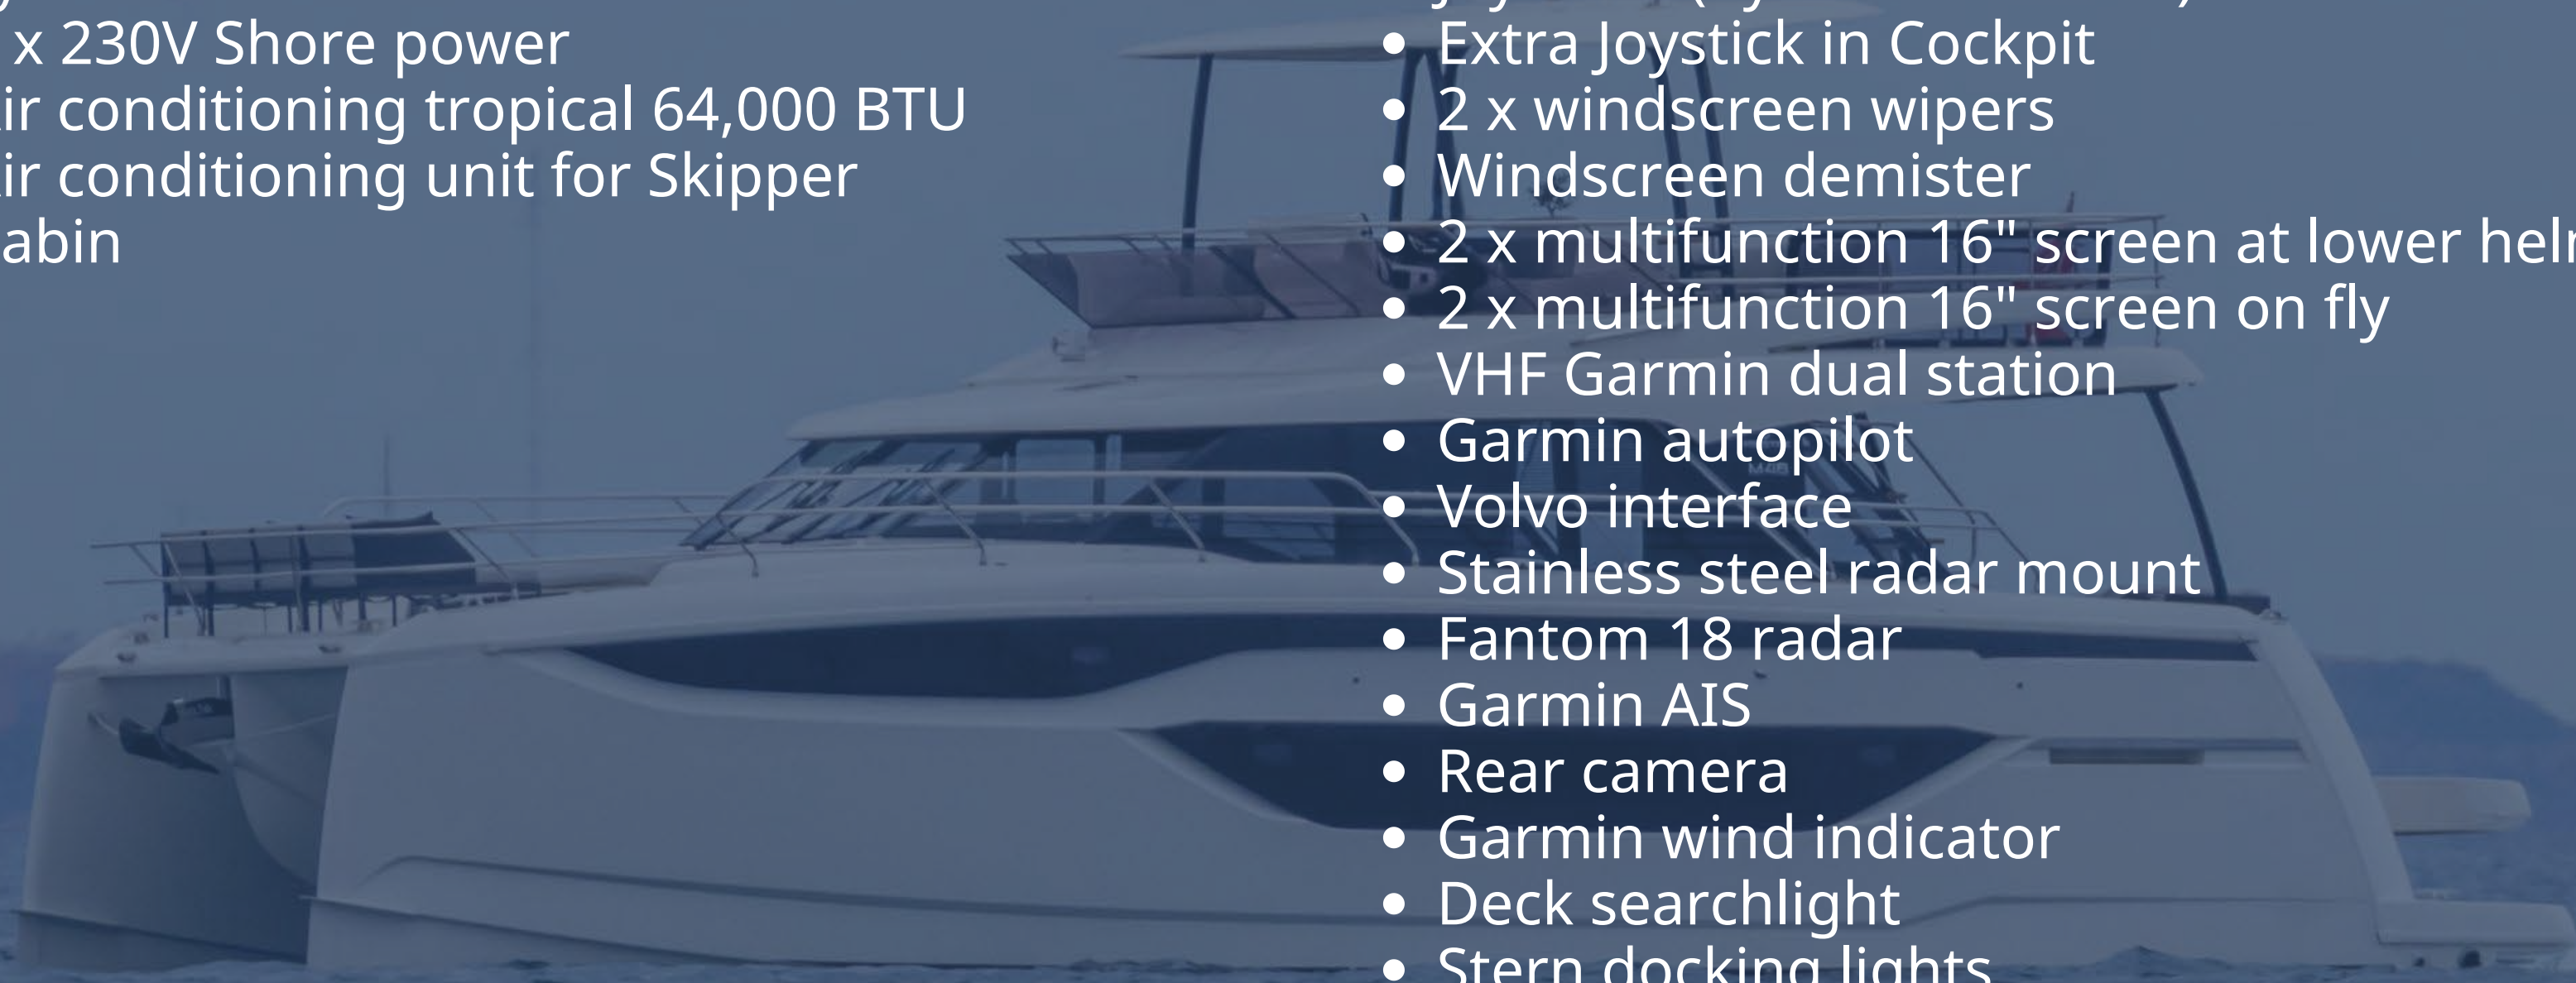 x 230V Shore power
ir conditioning tropical 64,000 BTU
ir conditioning unit for Skipper
abin
• Extra Joystick in Cockpit
• 2 x windscreen wipers
• Windscreen demister
• 2 x multifunction 16" screen at lower hel
• 2 x multifunction 16" screen on fly
• VHF Garmin dual station
• Garmin autopilot
• Volvo interface
• Stainless steel radar mount
• Fantom 18 radar
• Garmin AIS
• Rear camera
• Garmin wind indicator
• Deck searchlight
• Stern docking lights